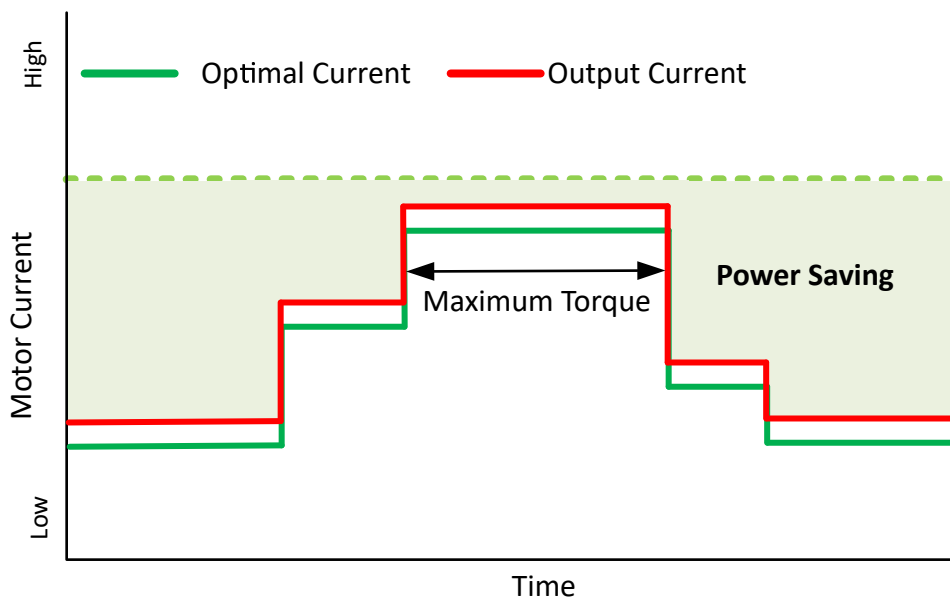 High
Optimal Current
Output Current
Motor Current
Power Saving
Maximum Torque
Low
Time